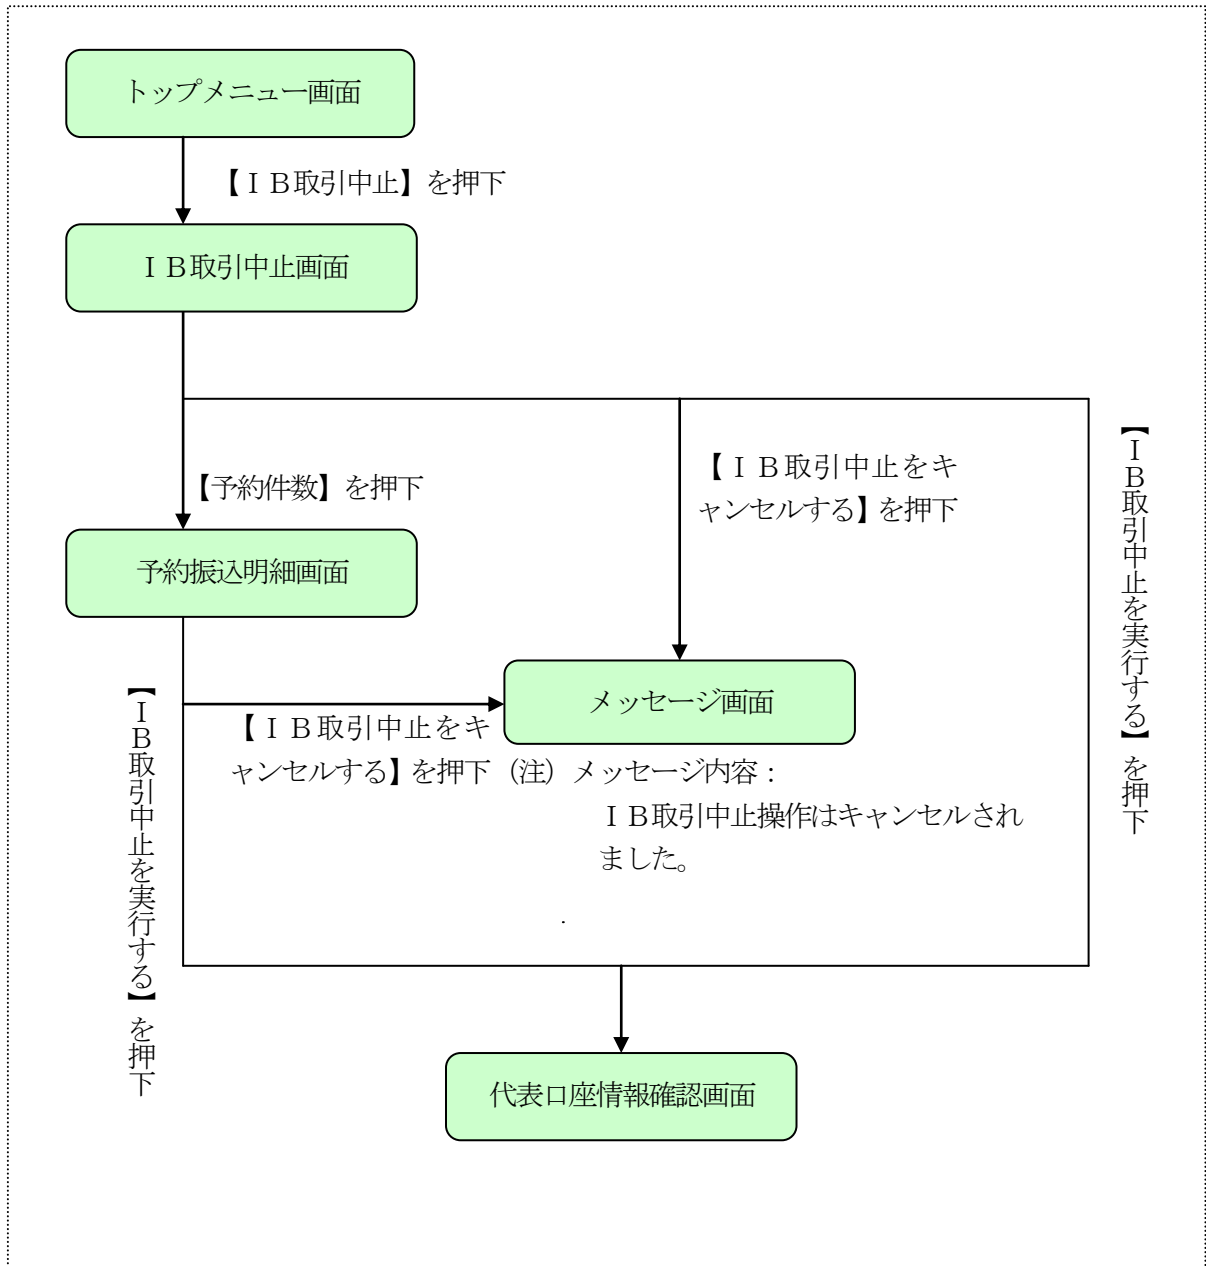 トップメニュー画面
【ＩＢ取引中止】を押下
ＩＢ取引中止画面
【予約件数】を押下
【ＩＢ取引中止をキ
ャンセルする】を押下
【ＩＢ取引中止を実行する】を押下
予約振込明細画面
メッセージ画面
【ＩＢ取引中止をキ
ャンセルする】を押下
（注）メッセージ内容：
ＩＢ取引中止操作はキャンセルされ
ました。
.
【ＩＢ取引中止を実行する】を押下
代表口座情報確認画面